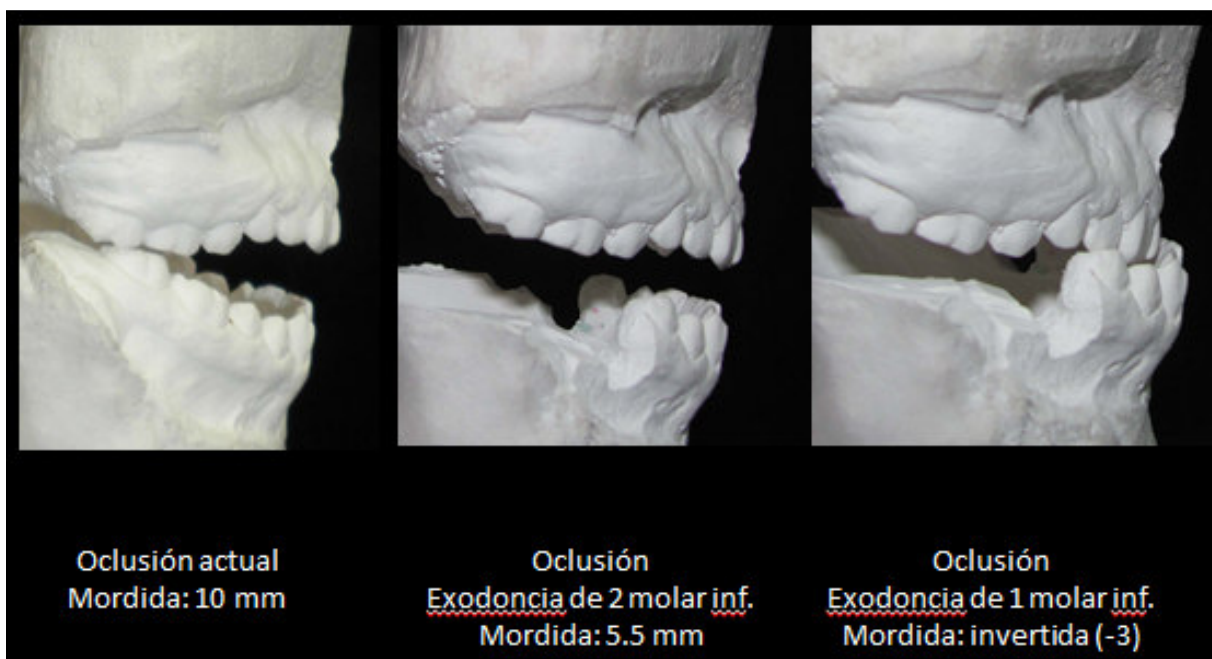 Oclusión actual
Mordida: 10 mm
Oclusión
Exodoncia de 2 molar inf.
Mordida: 5.5 mm
Oclusión
Exodoncia de 1 molar inf.
Mordida: invertida (-3)